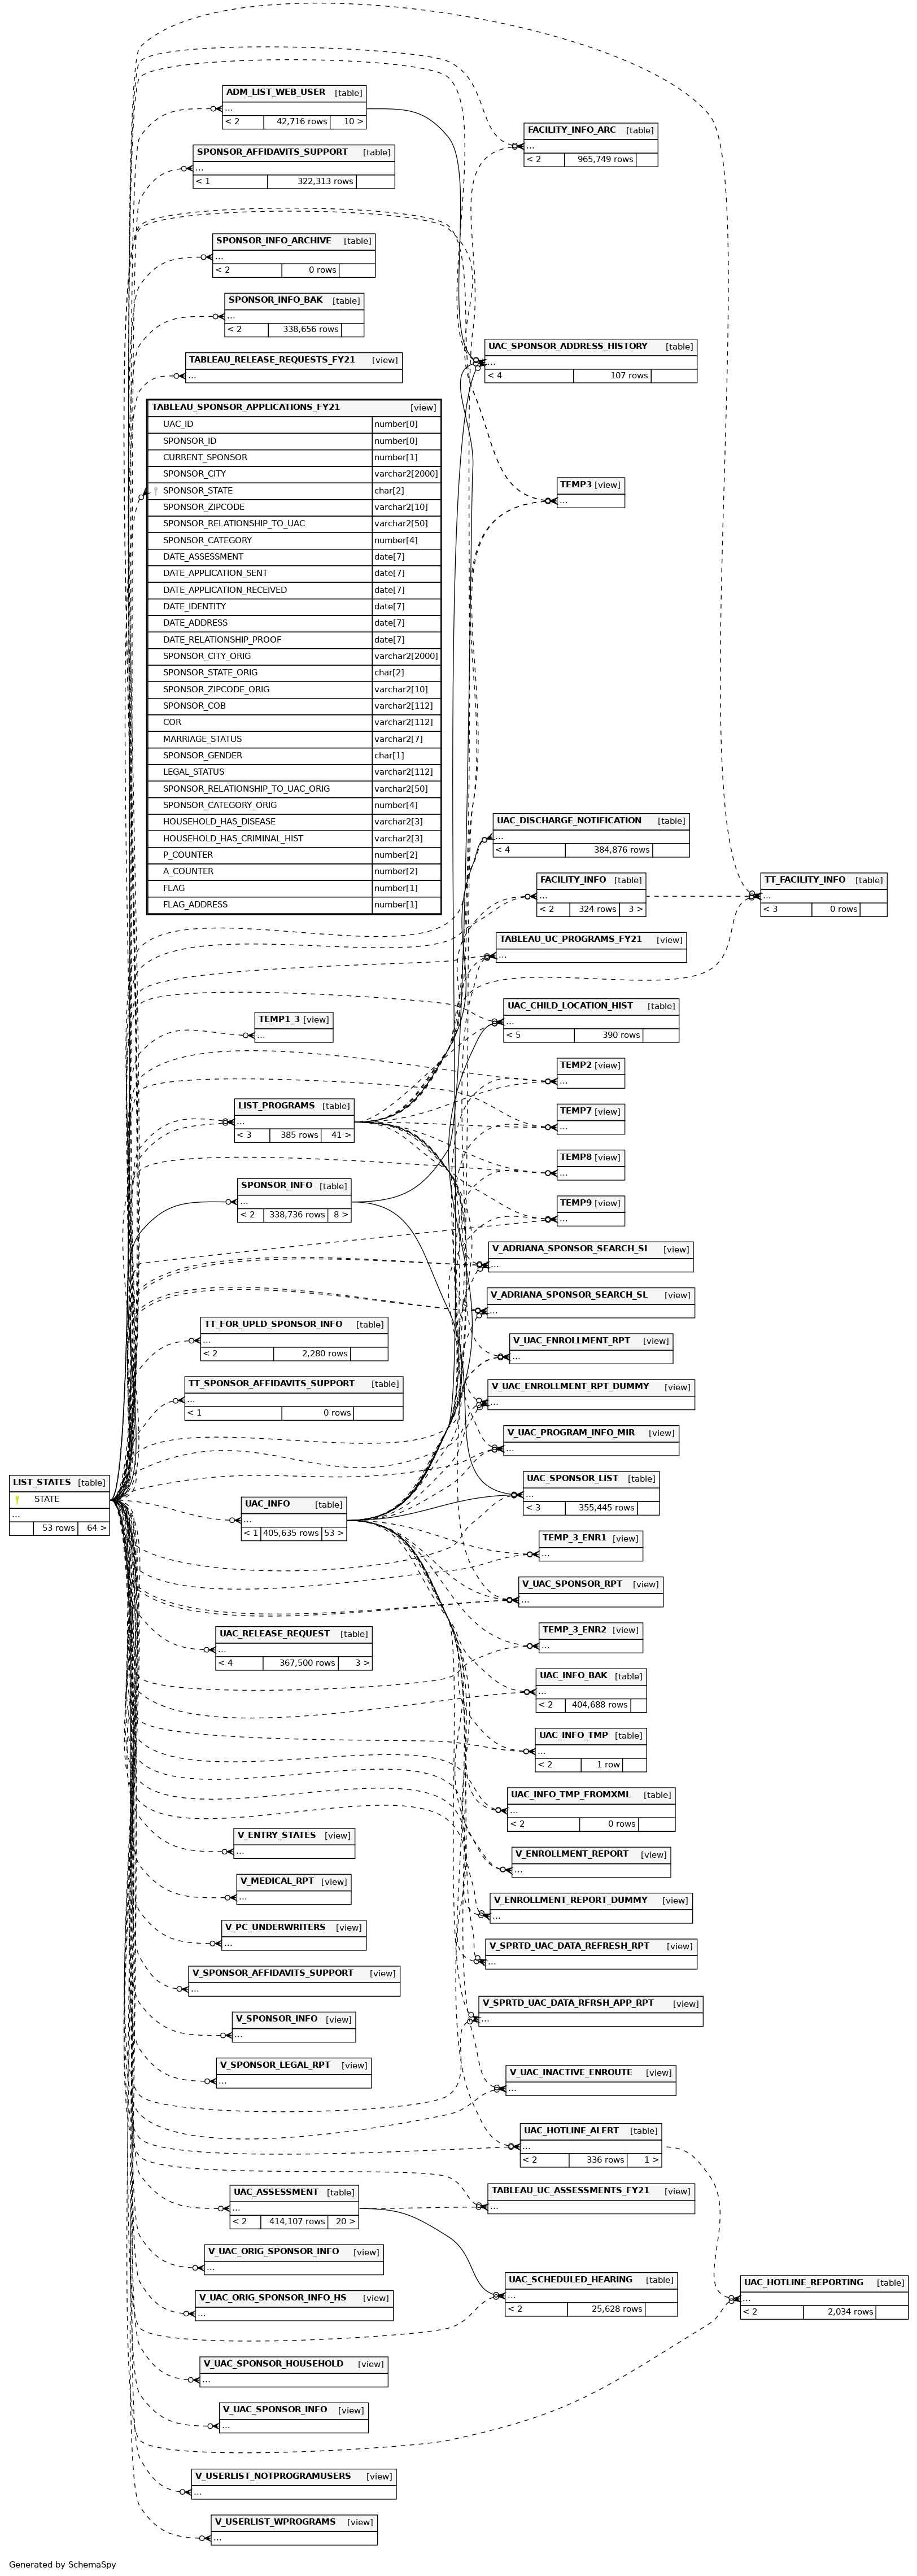 ADM_LIST_WEB_USER [table]
...
< 2 42,716 rows 10 >
FACILITY_INFO_ARC [table]
...
< 2 965,749 rows
SPONSOR_AFFIDAVITS_SUPPORT [table]
...
< 1 322,313 rows
SPONSOR_INFO_ARCHIVE [table]
...
< 2 0 rows
SPONSOR_INFO_BAK [table]
...
< 2 338,656 rows
UAC_SPONSOR_ADDRESS_HISTORY [table]
...
< 4 107 rows
TABLEAU_RELEASE_REQUESTS_FY21 [view]
...
TABLEAU_SPONSOR_APPLICATIONS_FY21 [view]
UAC_ID number[0]
SPONSOR_ID number[0]
CURRENT_SPONSOR number[1]
SPONSOR_CITY varchar2[2000]
SPONSOR_STATE char[2]
SPONSOR_ZIPCODE varchar2[10]
SPONSOR_RELATIONSHIP_TO_UAC varchar2[50]
SPONSOR_CATEGORY number[4]
DATE_ASSESSMENT date[7]
DATE_APPLICATION_SENT date[7]
DATE_APPLICATION_RECEIVED date[7]
DATE_IDENTITY date[7]
DATE_ADDRESS date[7]
DATE_RELATIONSHIP_PROOF date[7]
SPONSOR_CITY_ORIG varchar2[2000]
SPONSOR_STATE_ORIG char[2]
SPONSOR_ZIPCODE_ORIG varchar2[10]
SPONSOR_COB varchar2[112]
COR varchar2[112]
MARRIAGE_STATUS varchar2[7]
SPONSOR_GENDER char[1]
LEGAL_STATUS varchar2[112]
SPONSOR_RELATIONSHIP_TO_UAC_ORIG varchar2[50]
SPONSOR_CATEGORY_ORIG number[4]
HOUSEHOLD_HAS_DISEASE varchar2[3]
HOUSEHOLD_HAS_CRIMINAL_HIST varchar2[3]
P_COUNTER number[2]
A_COUNTER number[2]
FLAG number[1]
FLAG_ADDRESS number[1]
TEMP3 [view]
...
UAC_DISCHARGE_NOTIFICATION [table]
...
< 4 384,876 rows
FACILITY_INFO [table]
...
< 2 324 rows 3 >
TT_FACILITY_INFO [table]
...
< 3 0 rows
TABLEAU_UC_PROGRAMS_FY21 [view]
...
UAC_CHILD_LOCATION_HIST [table]
...
< 5 390 rows
TEMP1_3 [view]
...
TEMP2 [view]
...
LIST_PROGRAMS [table]
...
< 3 385 rows 41 >
TEMP7 [view]
...
TEMP8 [view]
...
SPONSOR_INFO [table]
...
< 2 338,736 rows 8 >
TEMP9 [view]
...
V_ADRIANA_SPONSOR_SEARCH_SI [view]
...
V_ADRIANA_SPONSOR_SEARCH_SL [view]
...
TT_FOR_UPLD_SPONSOR_INFO [table]
...
< 2 2,280 rows
V_UAC_ENROLLMENT_RPT [view]
...
TT_SPONSOR_AFFIDAVITS_SUPPORT [table]
...
< 1 0 rows
V_UAC_ENROLLMENT_RPT_DUMMY [view]
...
V_UAC_PROGRAM_INFO_MIR [view]
...
LIST_STATES [table]
STATE
...
53 rows 64 >
UAC_SPONSOR_LIST [table]
...
< 3 355,445 rows
UAC_INFO [table]
...
< 1 405,635 rows 53 >
TEMP_3_ENR1 [view]
...
V_UAC_SPONSOR_RPT [view]
...
UAC_RELEASE_REQUEST [table]
...
< 4 367,500 rows 3 >
TEMP_3_ENR2 [view]
...
UAC_INFO_BAK [table]
...
< 2 404,688 rows
UAC_INFO_TMP [table]
...
< 2 1 row
UAC_INFO_TMP_FROMXML [table]
...
< 2 0 rows
V_ENTRY_STATES [view]
...
V_ENROLLMENT_REPORT [view]
...
V_MEDICAL_RPT [view]
...
V_ENROLLMENT_REPORT_DUMMY [view]
...
V_PC_UNDERWRITERS [view]
...
V_SPRTD_UAC_DATA_REFRESH_RPT [view]
...
V_SPONSOR_AFFIDAVITS_SUPPORT [view]
...
V_SPRTD_UAC_DATA_RFRSH_APP_RPT [view]
...
V_SPONSOR_INFO [view]
...
V_SPONSOR_LEGAL_RPT [view]
...
V_UAC_INACTIVE_ENROUTE [view]
...
UAC_HOTLINE_ALERT [table]
...
< 2 336 rows 1 >
UAC_ASSESSMENT [table]
...
< 2 414,107 rows 20 >
TABLEAU_UC_ASSESSMENTS_FY21 [view]
...
V_UAC_ORIG_SPONSOR_INFO [view]
...
UAC_SCHEDULED_HEARING [table]
...
< 2 25,628 rows
UAC_HOTLINE_REPORTING [table]
...
< 2 2,034 rows
V_UAC_ORIG_SPONSOR_INFO_HS [view]
...
V_UAC_SPONSOR_HOUSEHOLD [view]
...
V_UAC_SPONSOR_INFO [view]
...
V_USERLIST_NOTPROGRAMUSERS [view]
...
V_USERLIST_WPROGRAMS [view]
...
Generated by SchemaSpy